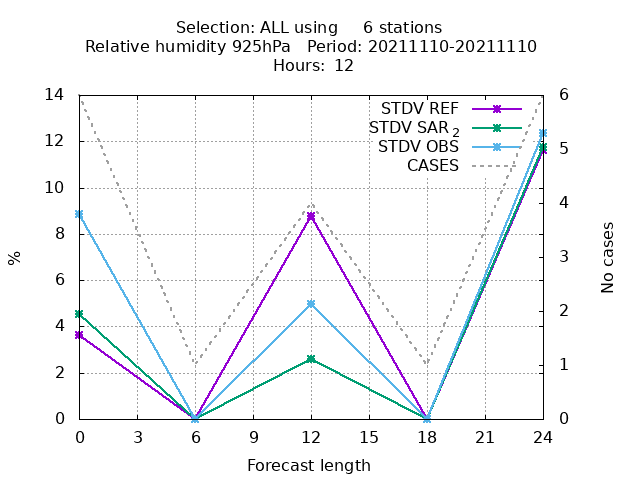 Selection: ALL using     6 stations
Relative humidity 925hPa   Period: 20211110-20211110
Hours: 12
STDV REF
STDV SAR 2
STDV OBS
CASES
14
12
10
8
6
4
2
0
%
6
5
4
3
2
1
0
No cases
0 3 6 9 12 15 18 21 24
Forecast length